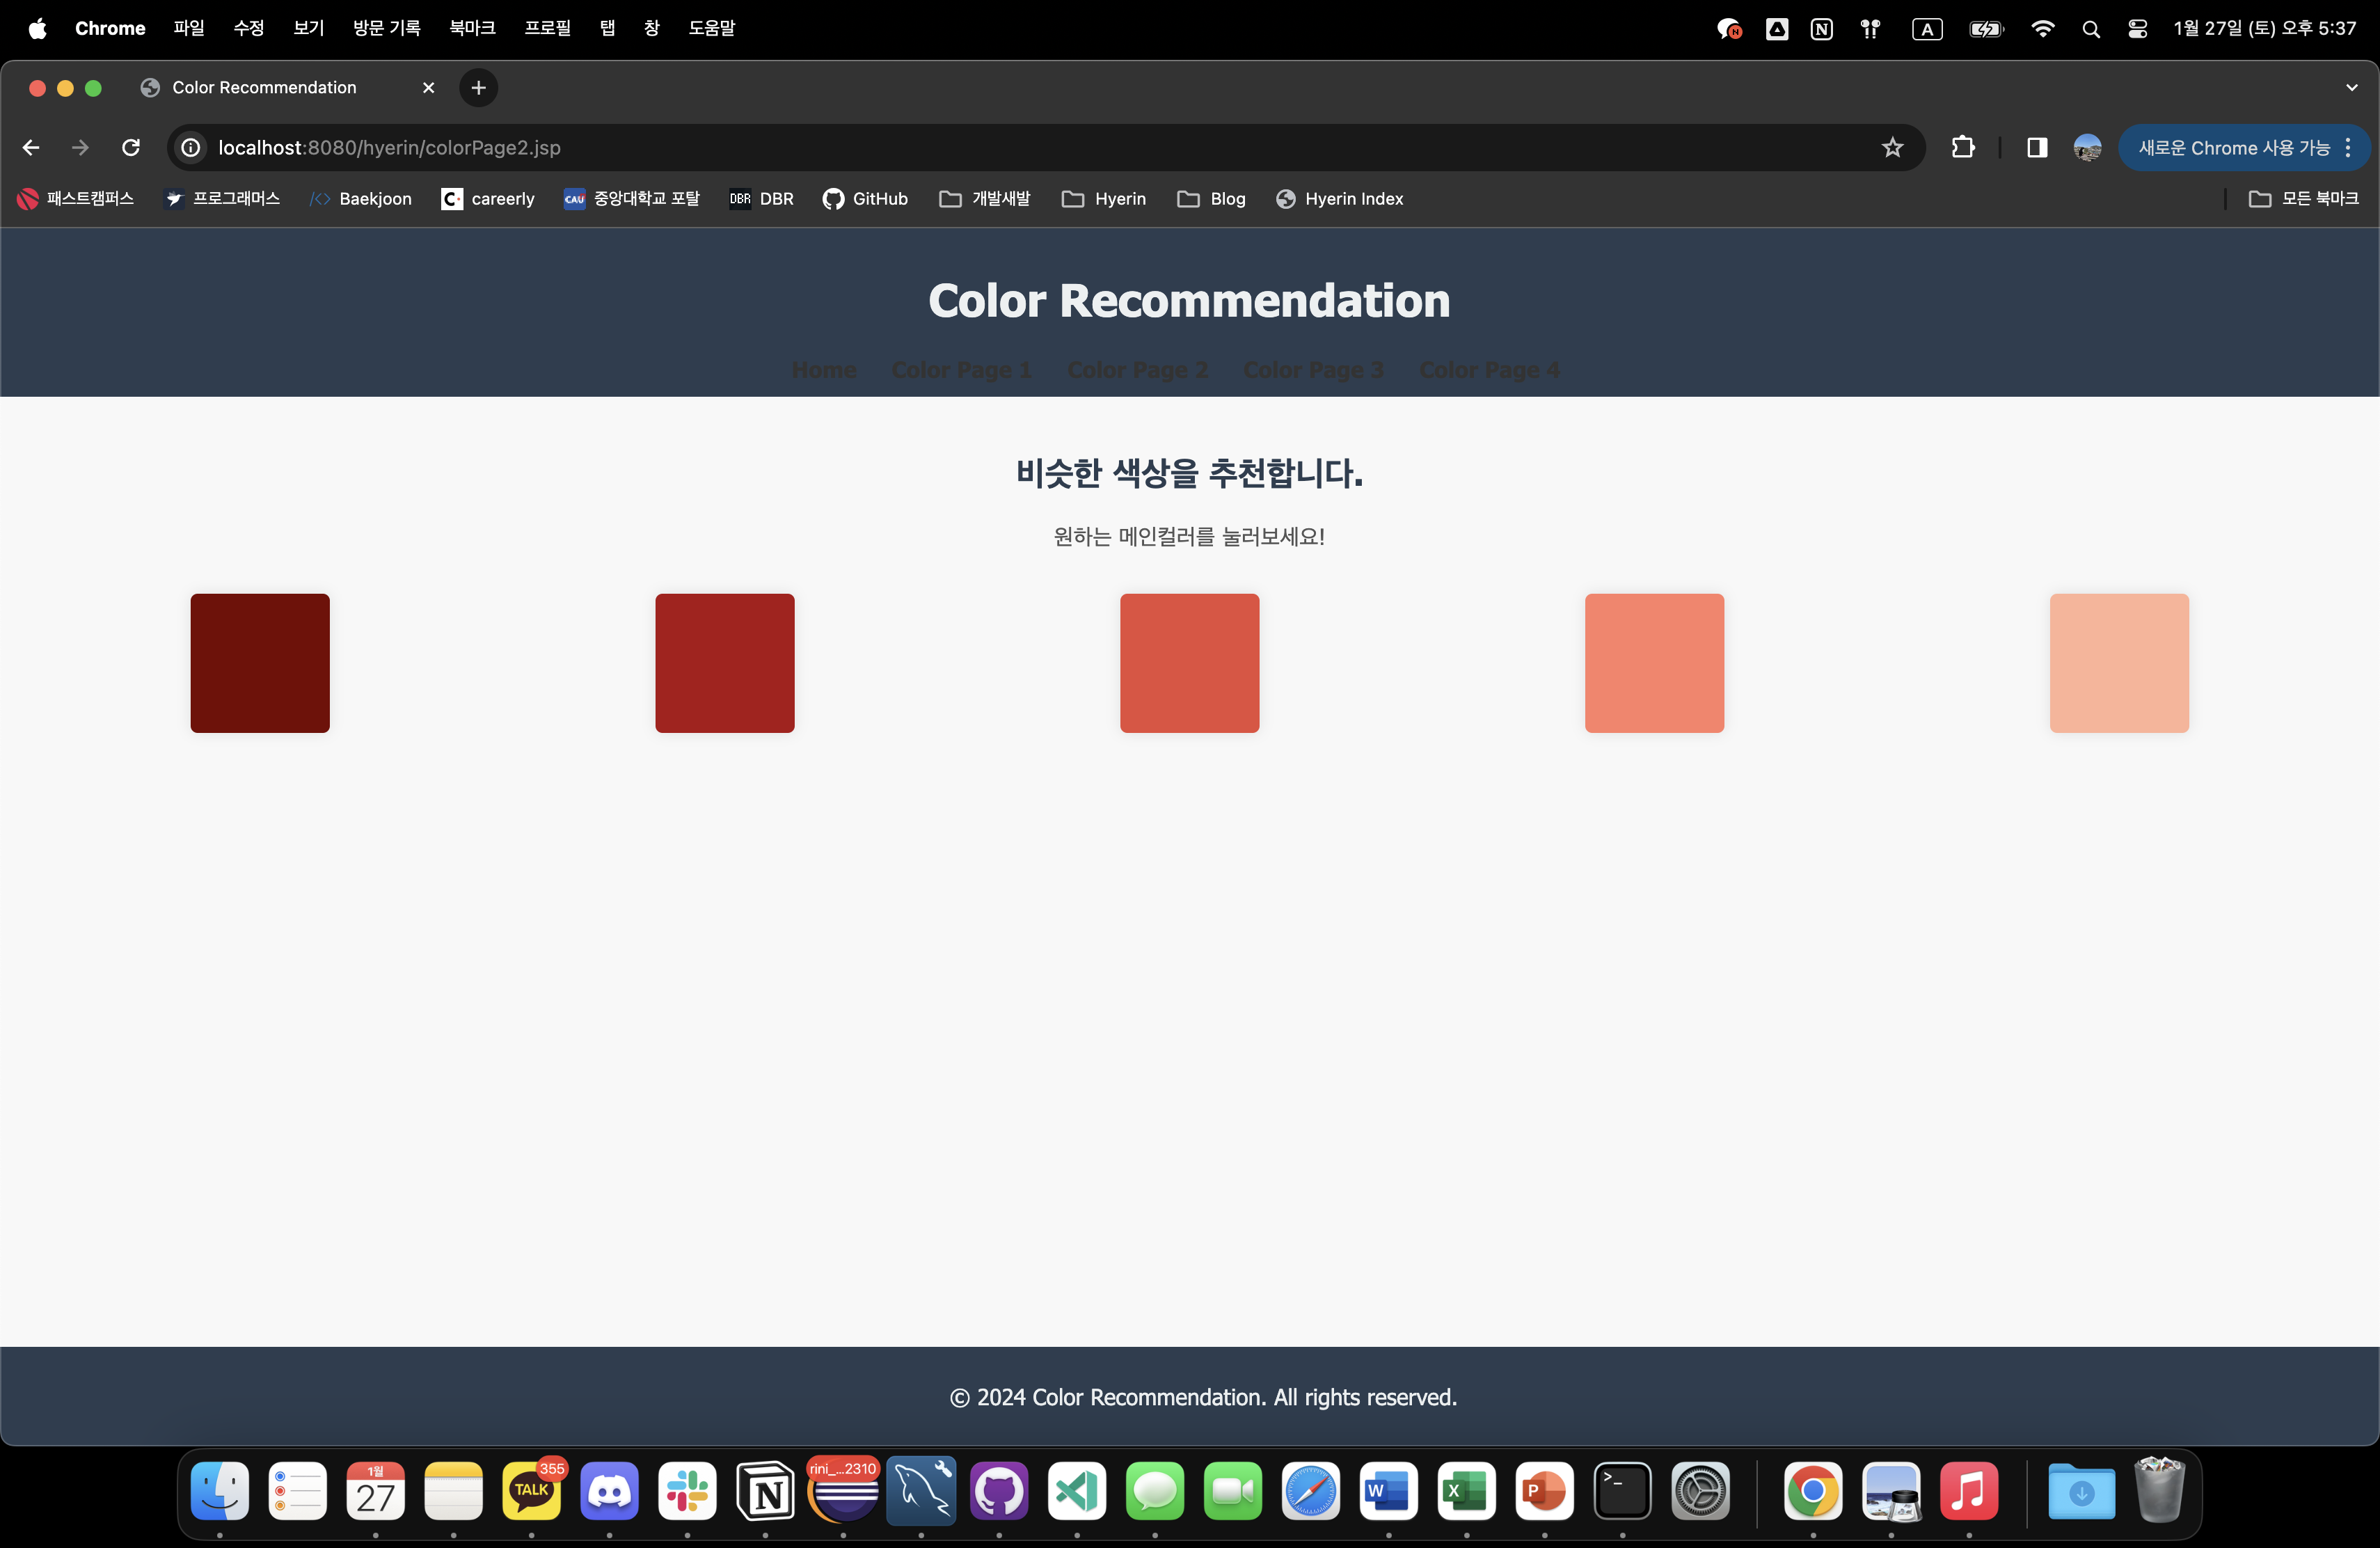 Chrome 파일 수정 보기 방문 기록 북마크 프로필 탭 창 도움말 N A 1월 27일 (토) 오후 5:37
Color Recommendation
localhost:8080/hyerin/colorPage2.jsp 새로운 Chrome 사용 가능
패스트캠퍼스 프로그래머스 </> Baekjoon C· careerly CAU 중앙대학교 포탈 DBR DBR GitHub 개발새발 Hyerin Blog Hyerin Index 모든 북마크
Color Recommendation
Home Color Page 1 Color Page 2 Color Page 3 Color Page 4
비슷한 색상을 추천합니다.
원하는 메인컬러를 눌러보세요!
© 2024 Color Recommendation. All rights reserved.
1월 355 rini_...2310
27 TALK N W X P >_